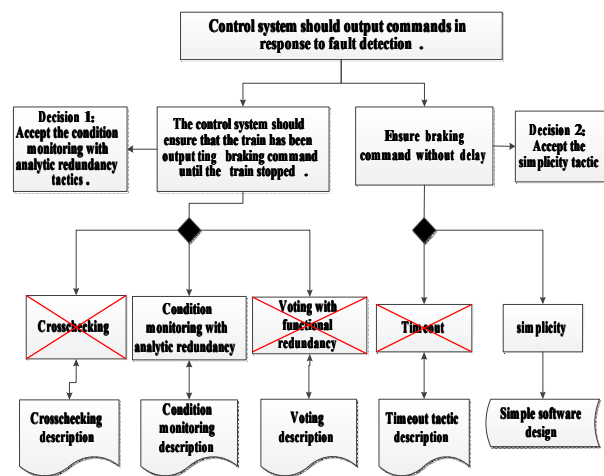 Control system should output commands in
response to fault detection .
Decision 1:
Accept the condition
monitoring with
analytic redundancy
tactics .
The control system should
ensure that the train has been
output ting braking command
until the train stopped .
Ensure braking
command without delay
Decision 2:
Accept the
simplicity tactic
Crosschecking
Condition
monitoring with
analytic redundancy
Voting with
functional
redundancy
Timeout
simplicity
Crosschecking
description
Condition
monitoring
description
Voting
description
Timeout tactic
description
Simple software
design